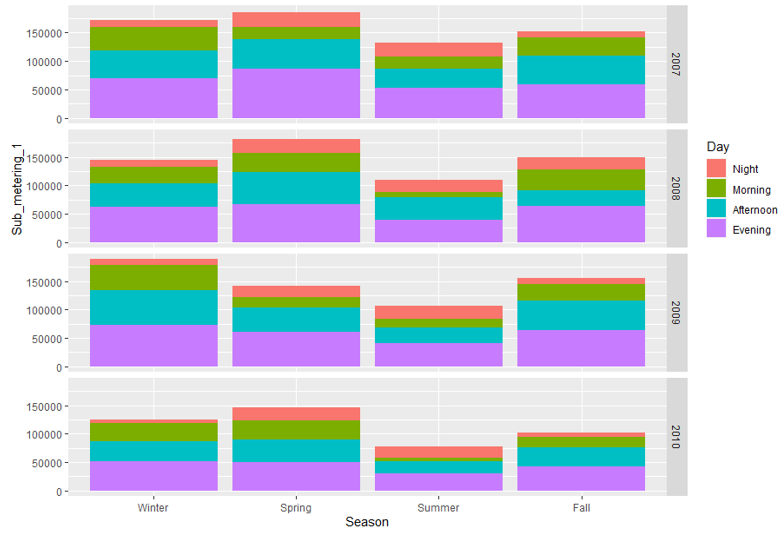 150000
100000
50000
0
2007
150000
100000
50000
0
2008
150000
100000
50000
0
2009
150000
100000
50000
0
2010
Sub_metering_1
Winter Spring Summer Fall
Season
Day
Night
Morning
Afternoon
Evening